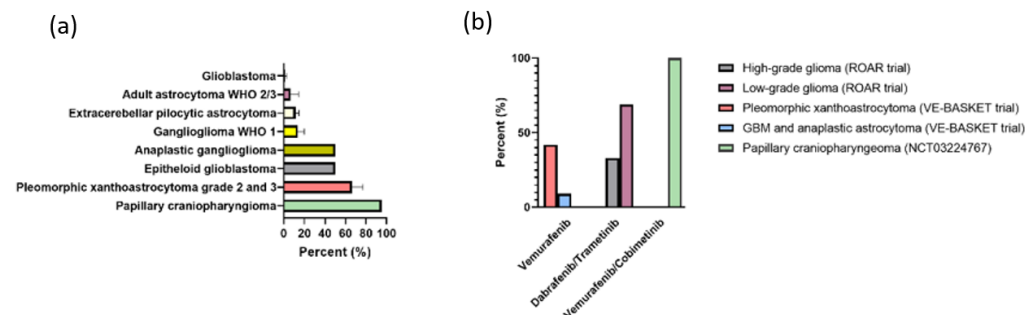 (a)
Glioblastoma
Adult astocytoma WHO 2/3
Extracerebellar pilocytic astrocytoma
Ganglioglioma WHO 1
Anaplastic ganglioglioma
Epitheloid glioblastoma
Pleomorphic xanthoastrocytoma grade 2 and 3
Papillary craniopharyngioma
0 20 40 60 80 100
Percent (%)
(b)
100
50
0
Percent (%)
Vemurafenib
Dabrafenib/Trametinib
Vemurafenib/Cobimetinib
High-grade glioma (ROAR trial)
Low-grade glioma (ROAR trial)
Pleomorphic xanthoastrocytoma (VE-BASKET trial)
GBM and anaplastic astrocytoma (VE-BASKET trial)
Papillary craniopharyngeoma (NCT03224767)